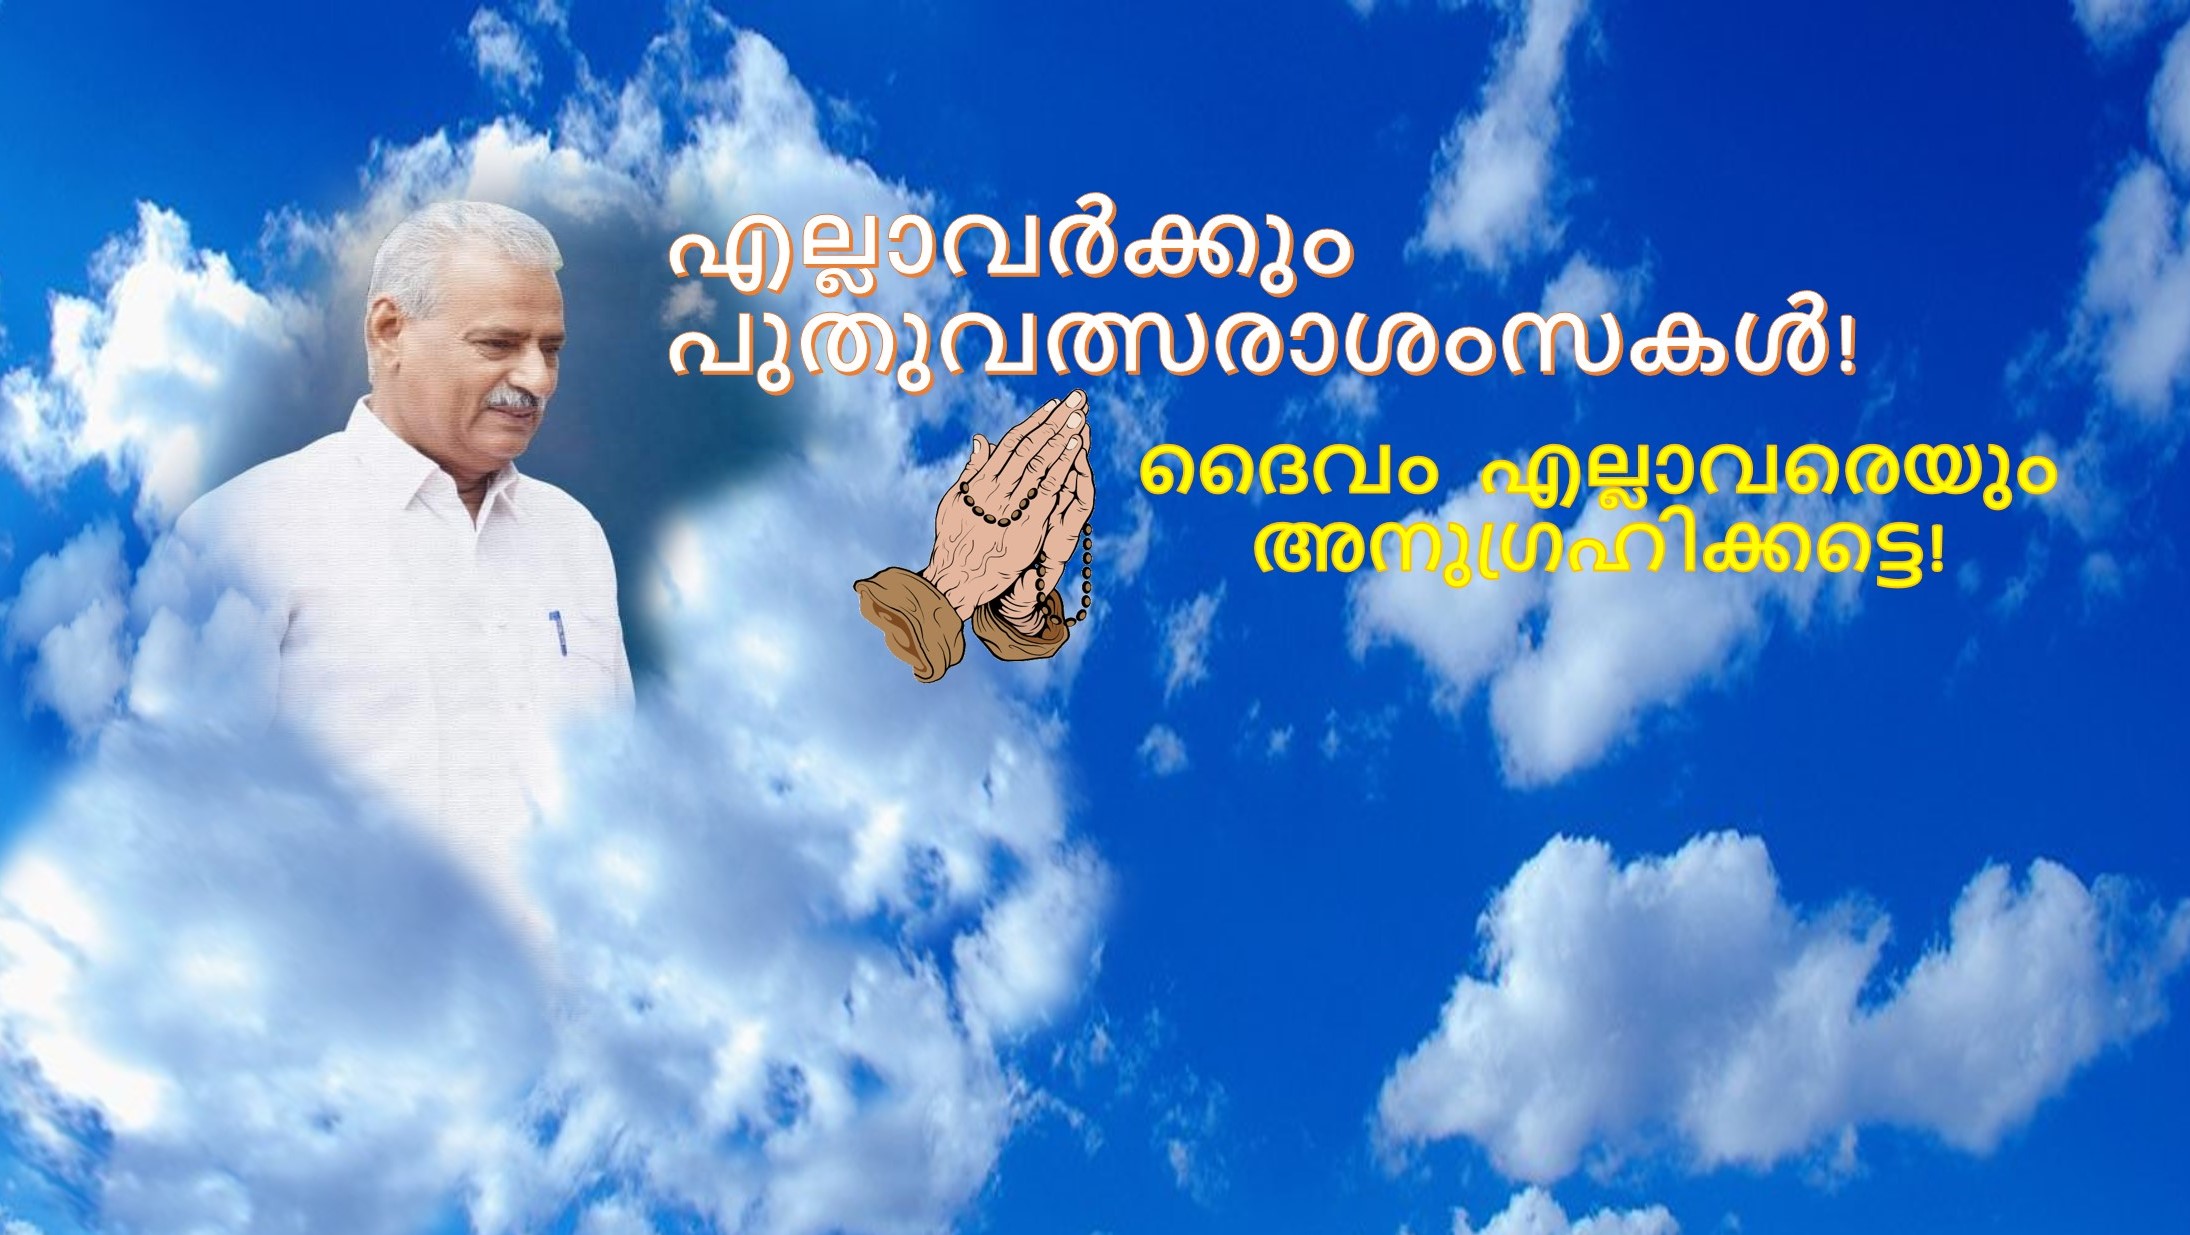 എല്ലാവർക്കും
പുതുവത്സരാശംസകൾ!
ദൈവം എല്ലാവരെയും
അനുഗ്രഹിക്കട്ടെ!